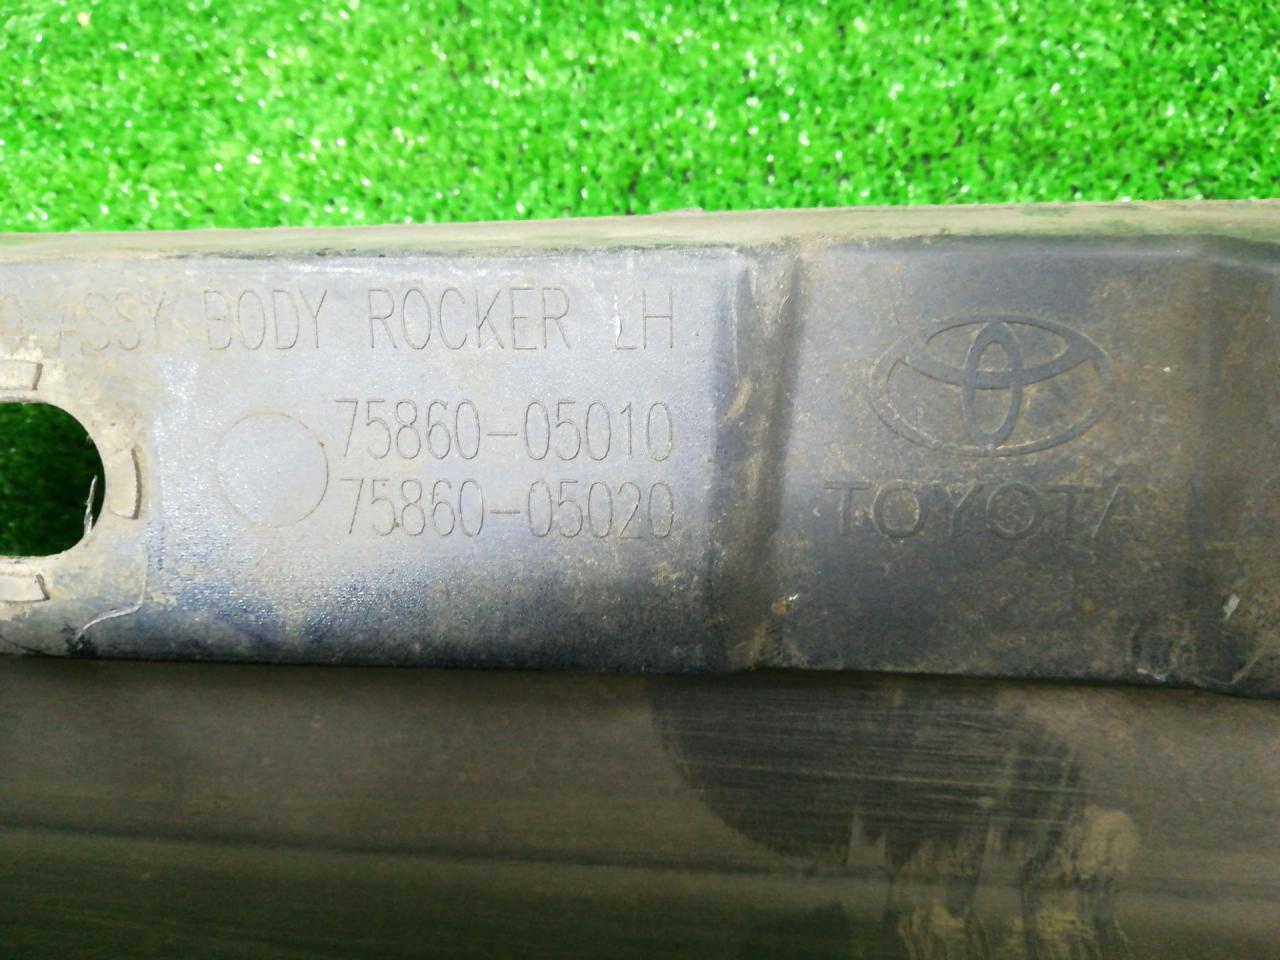 ASSY BODY ROCKER LH
75860-05010
75860-05020
TOYOTA